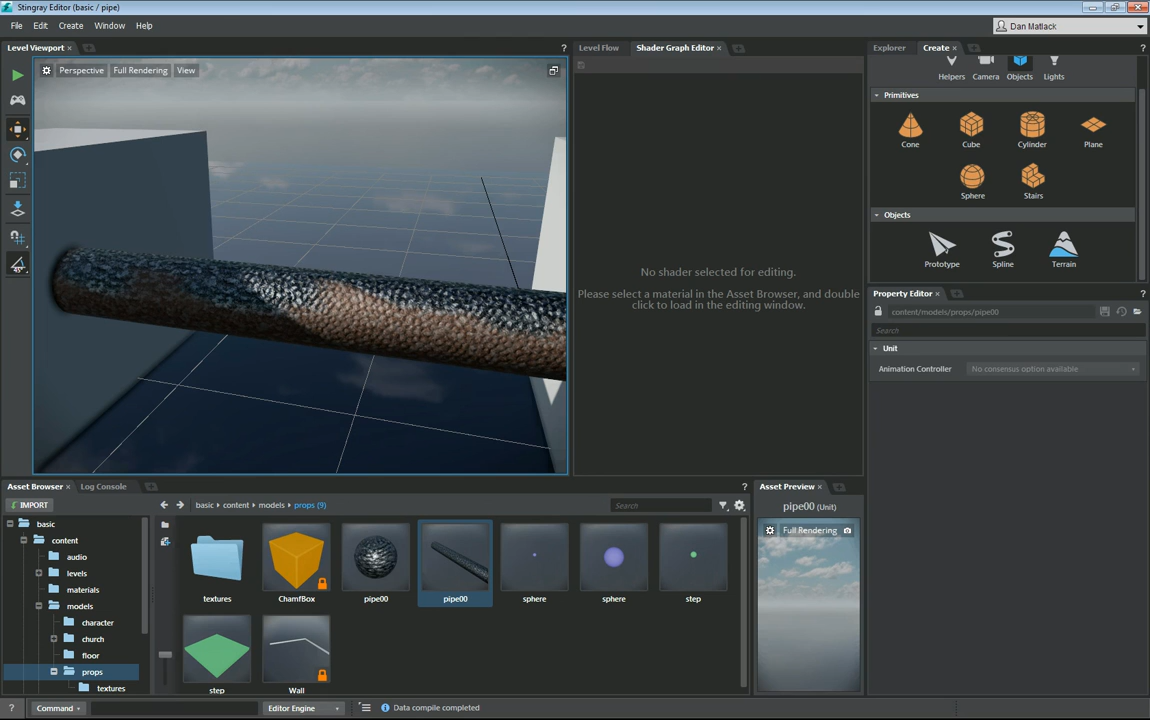 Stingray Editor (basic / pipe)
File Edit Create Window Help
Dan Matlack
Level Viewport × ?
Level Flow Shader Graph Editor ×
Explorer Create × ?
Perspective Full Rendering View
Helpers Camera Objects Lights
Primitives
Cone Cube Cylinder Plane
Sphere Stairs
Objects
Prototype Spline Terrain
45°
No shader selected for editing.
Please select a material in the Asset Browser, and double
click to load in the editing window.
Property Editor × ?
content/models/props/pipe00
Search
Unit
Animation Controller No consensus option available.
Asset Browser × Log Console ?
IMPORT
basic content models props (9)
Search
basic
content
audio
levels
materials
models
character
church
floor
props
textures
textures ChamfBox pipe00 pipe00 sphere sphere step
step Wall
Asset Preview ×
pipe00 (Unit)
Full Rendering
? Command Editor Engine Data compile completed